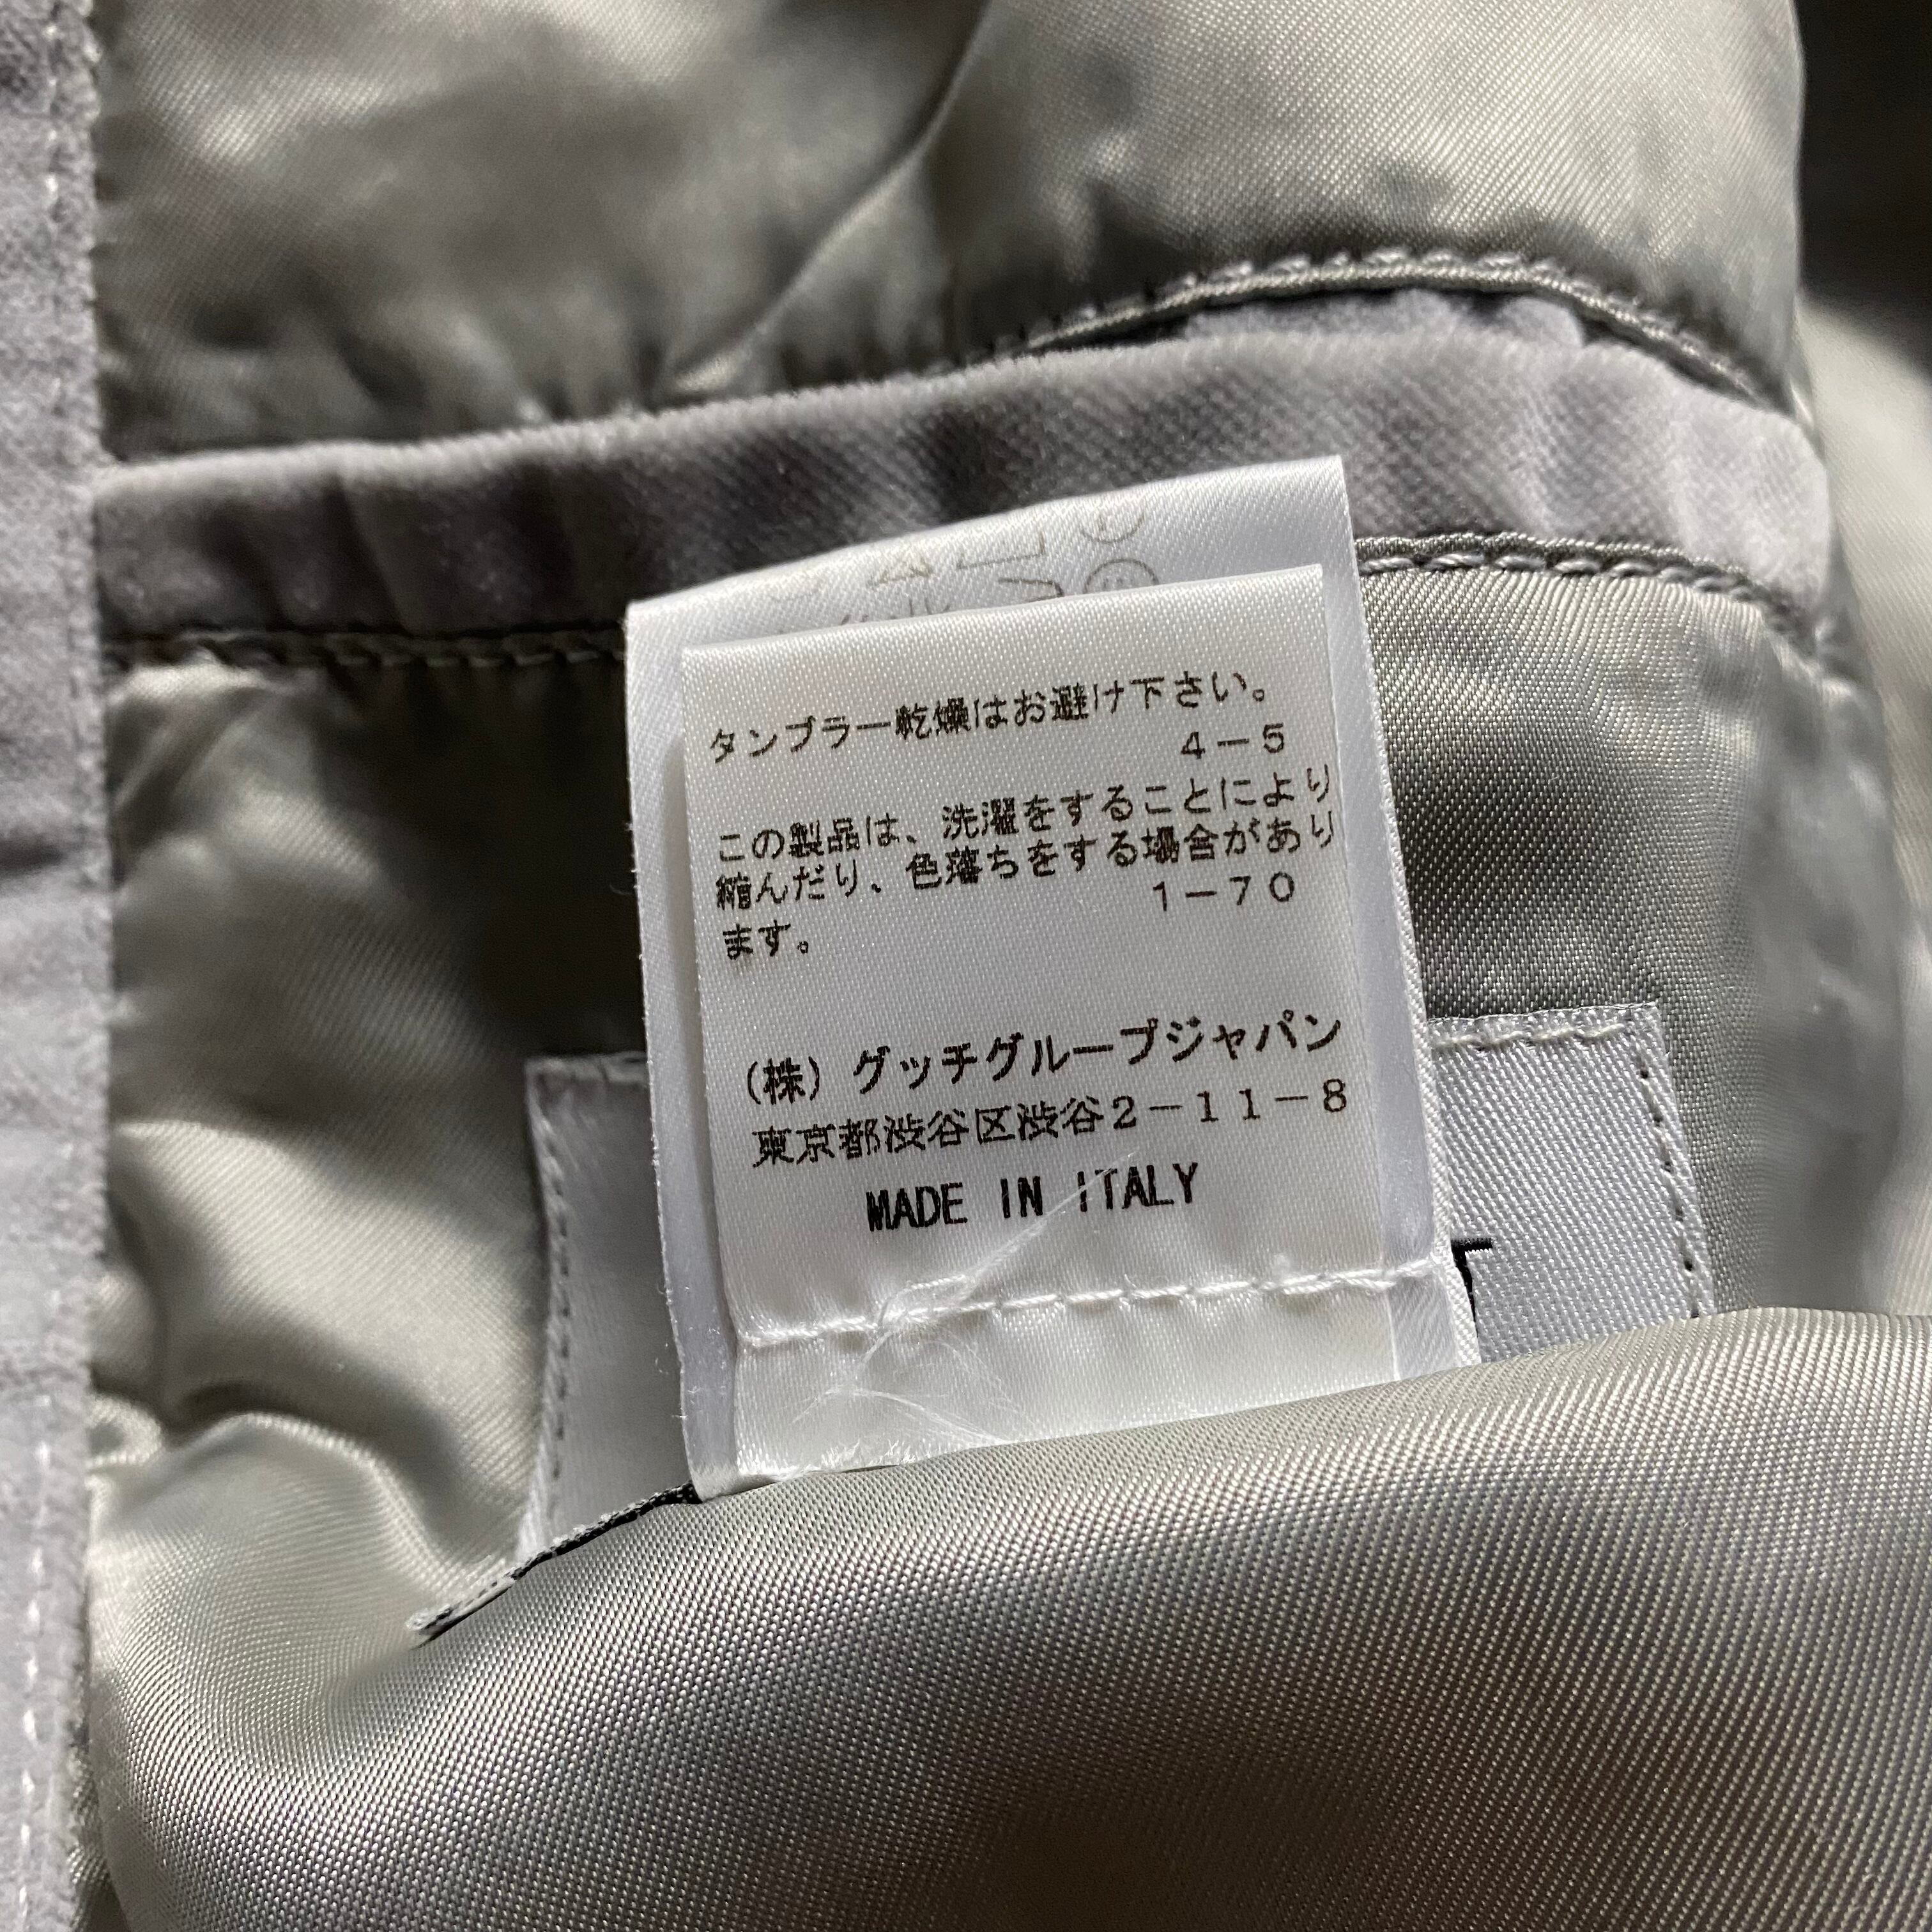 タンブラー乾燥はお避け下さい。
4－5
この製品は、洗濯をすることにより
縮んだり、色落ちをする場合があり
1－70
ます。
(株) グッチグループジャパン
東京都渋谷区渋谷2－11－8
MADE IN ITALY